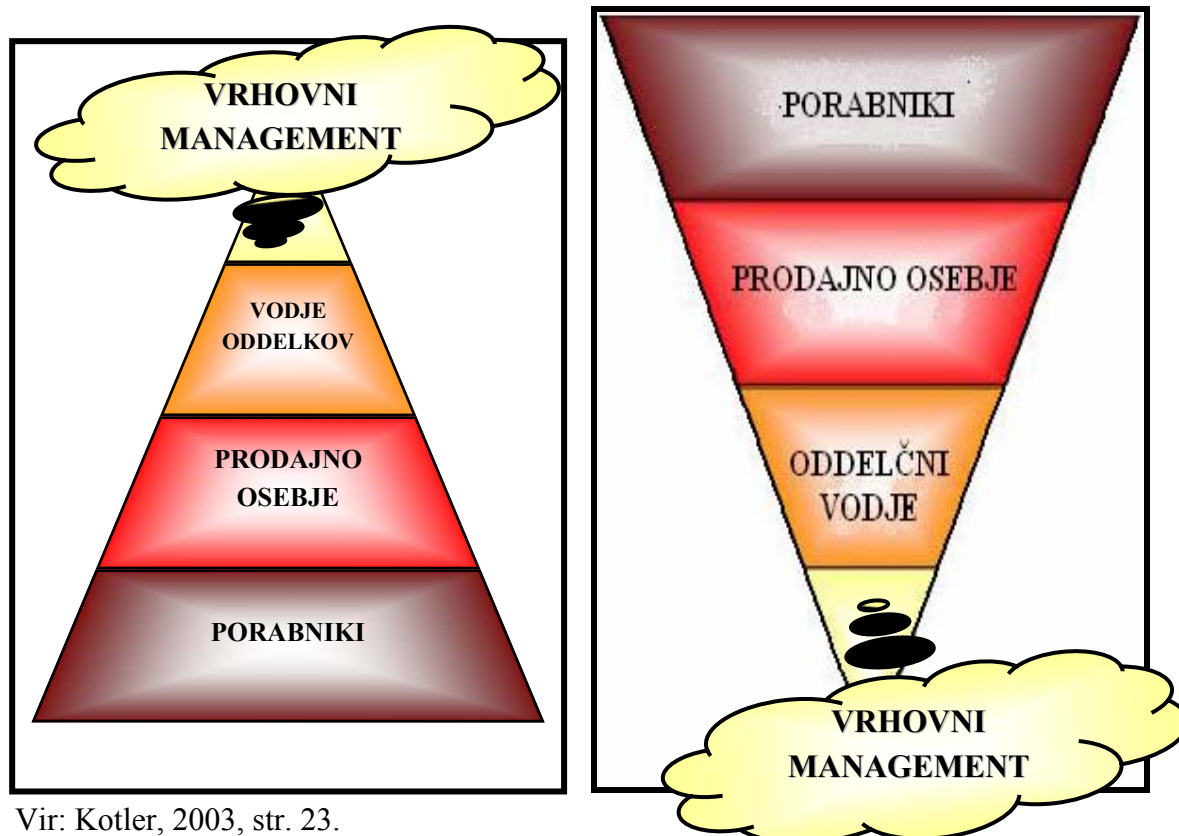 VRHOVNI
MANAGEMENT
VODJE
ODDELKOV
PRODAJNO
OSEBJE
PORABNIKI
Vir: Kotler, 2003, str. 23.
PORABNIKI
PRODAJNO OSEBJE
ODDELČNI
VODJE
VRHOVNI
MANAGEMENT